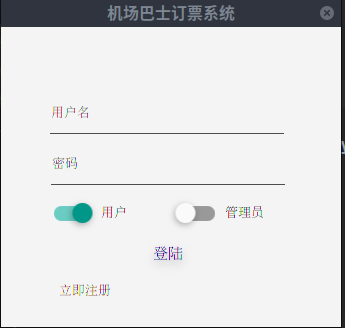 机场巴士订票系统
用户名
密码
用户 管理员
登陆
立即注册